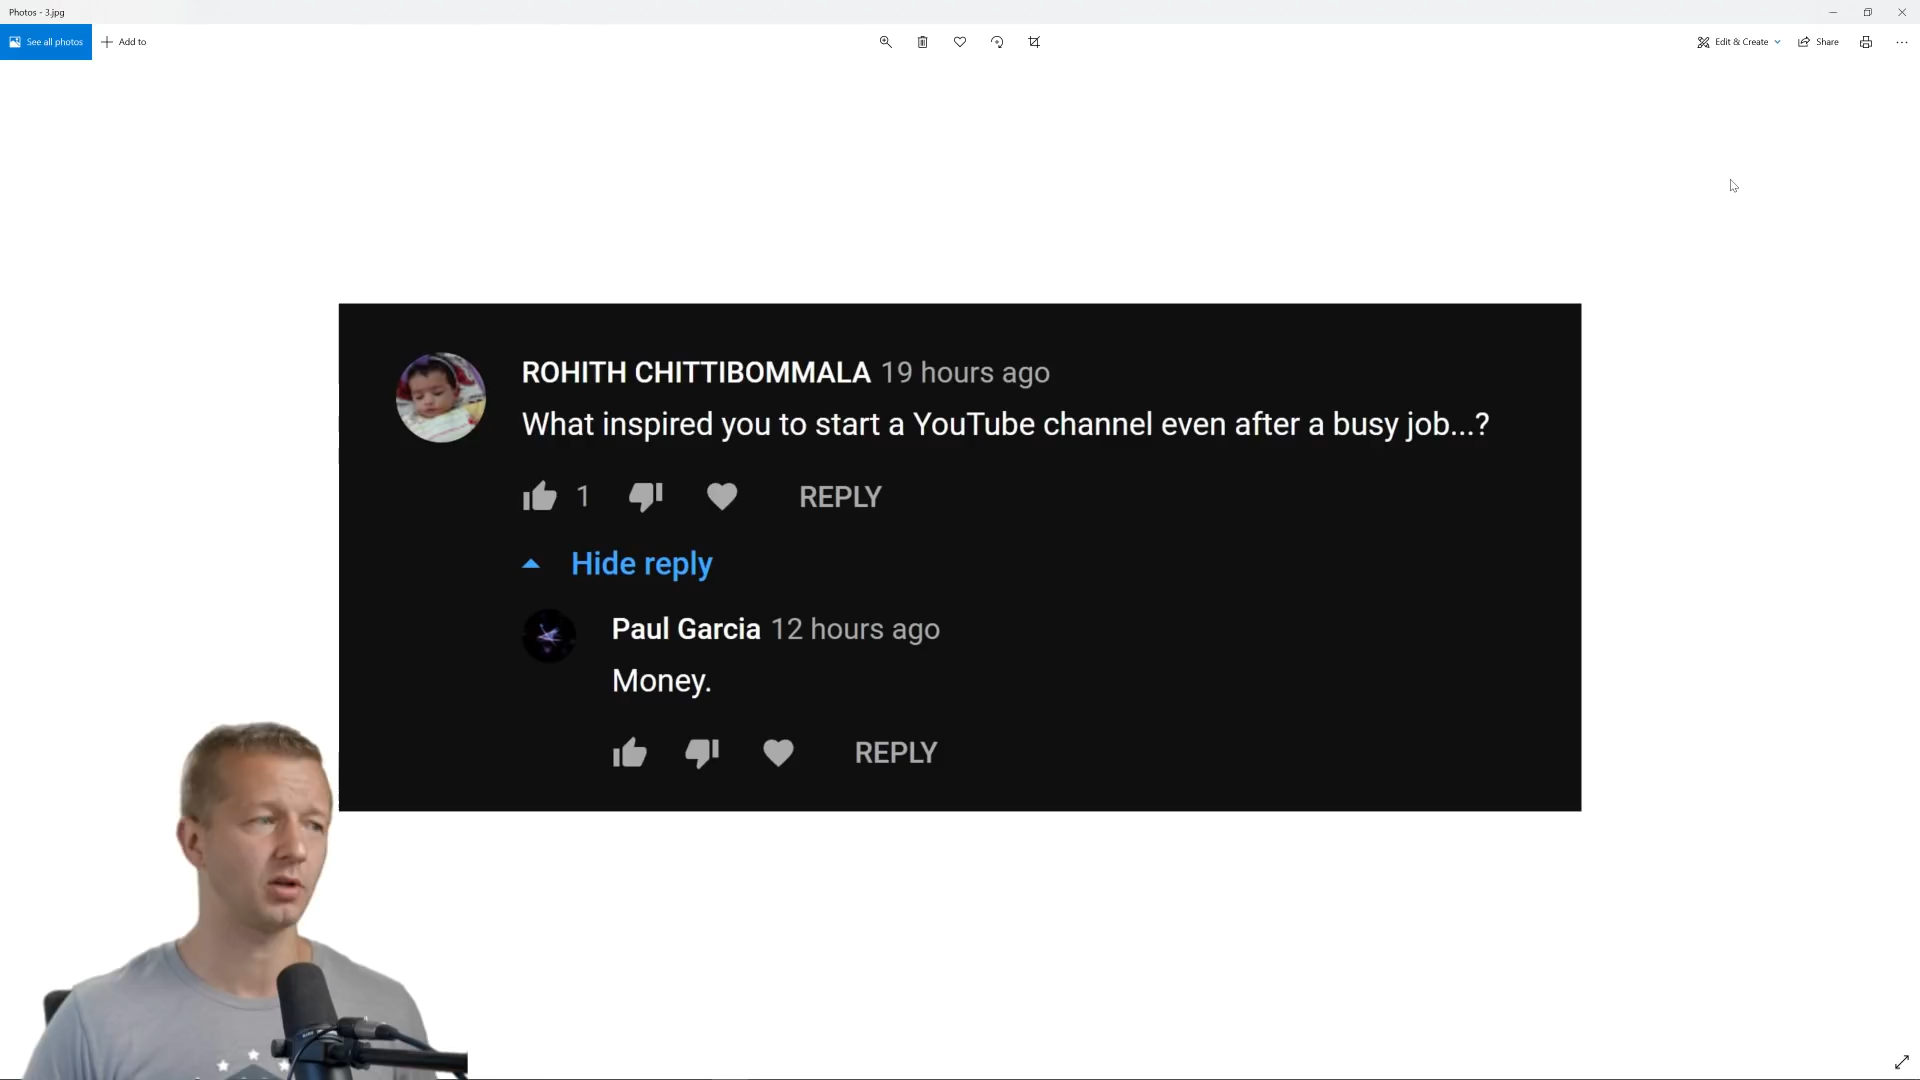 Photos - 3.jpg
See all photos
Add to
Edit & Create
Share
ROHITH CHITTIBOMMALA 19 hours ago
What inspired you to start a YouTube channel even after a busy job...?
1
REPLY
Hide reply
Paul Garcia 12 hours ago
Money.
REPLY